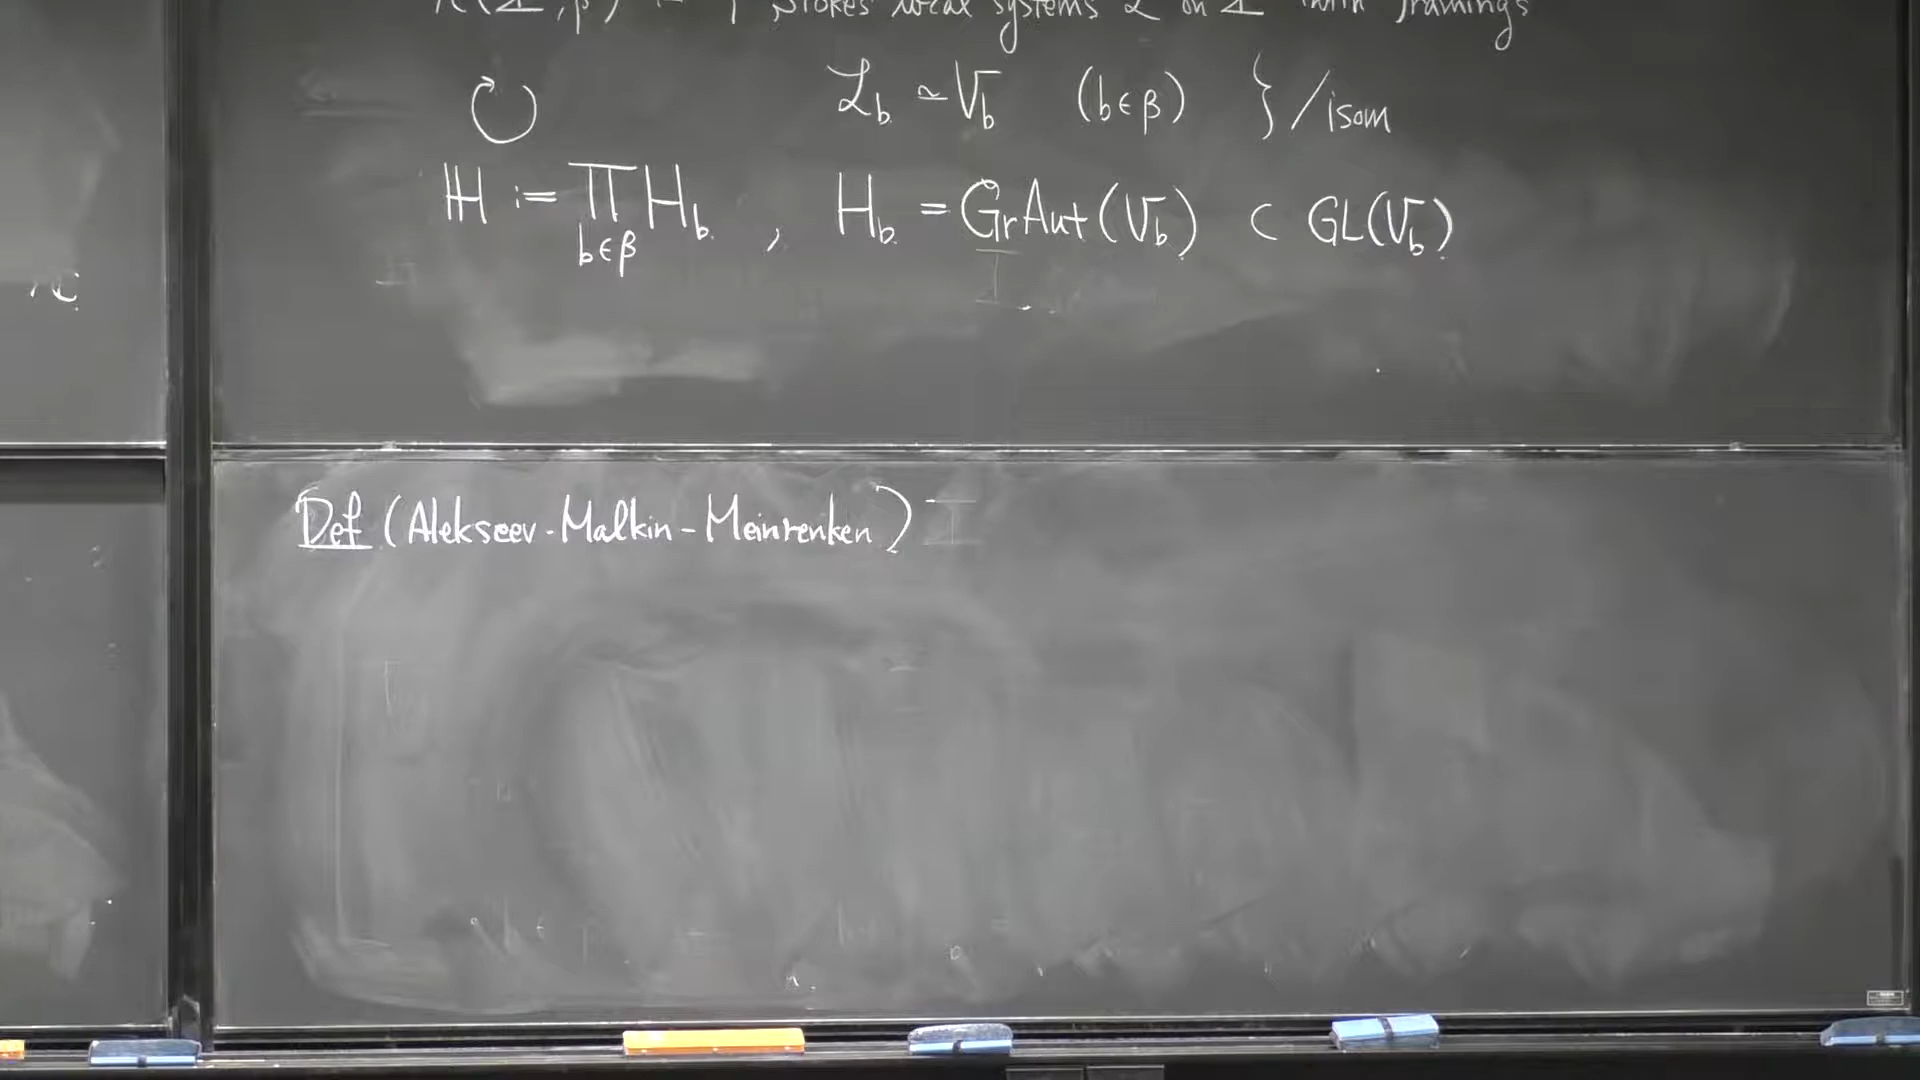 Stokes local systems ℒ on Σ with framings
ℒ_b ≃ V_b (b∈β) } / isom
ℍ := ∏_{b∈β} H_b , H_b = GrAut(V_b) ⊂ GL(V_b)
Def (Alekseev-Malkin-Meinrenken)